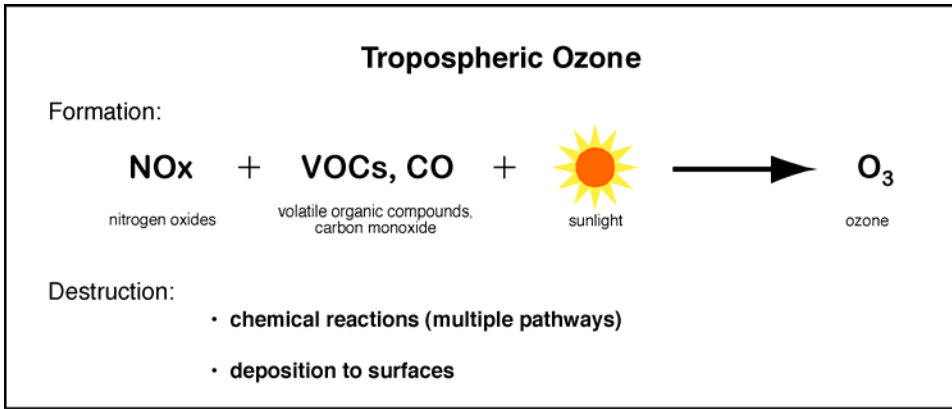 Tropospheric Ozone
Formation:
NOx + VOCs, CO + O₃
nitrogen oxides volatile organic compounds, sunlight ozone
carbon monoxide
Destruction:
· chemical reactions (multiple pathways)
· deposition to surfaces